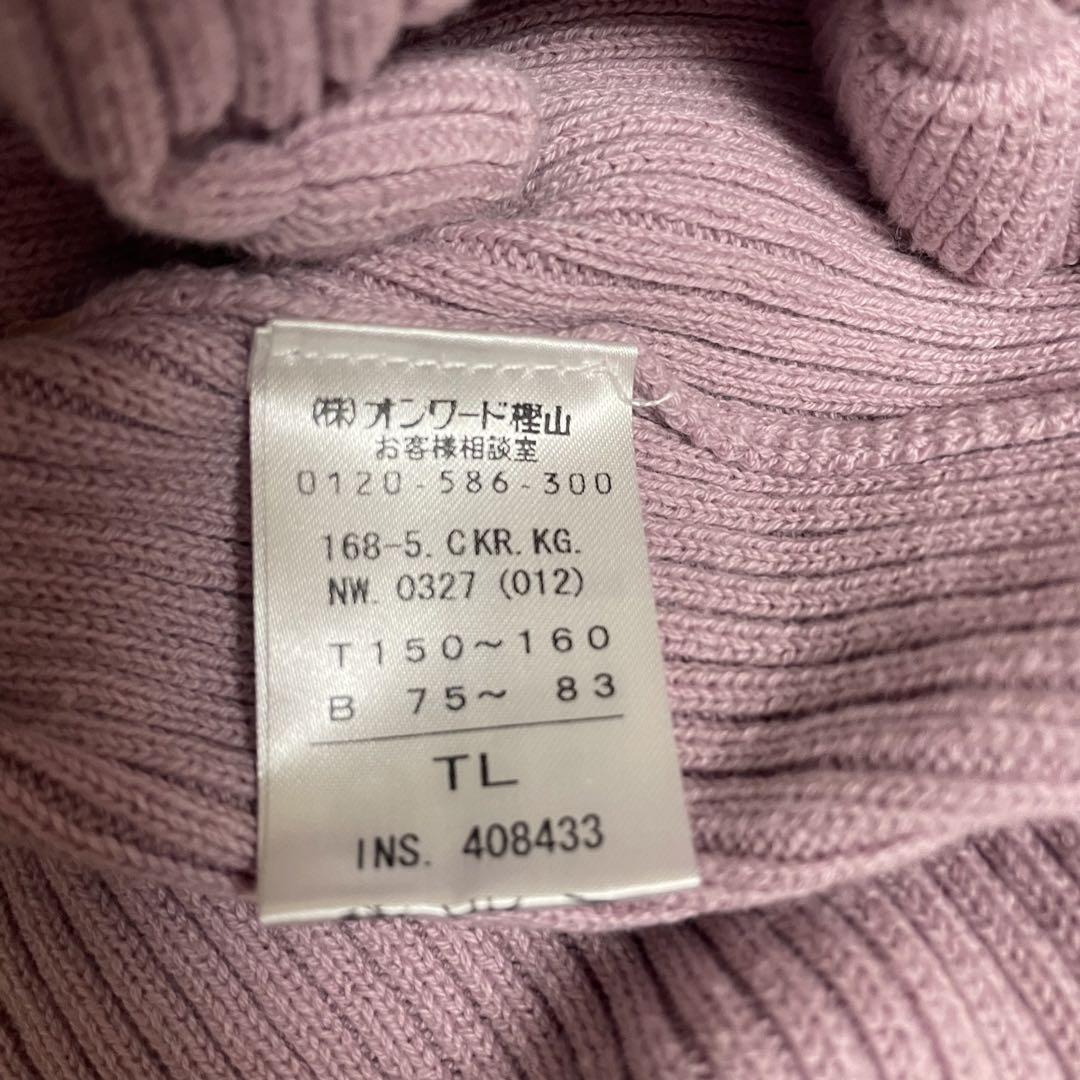 (株)オンワード樫山
お客様相談室
0120-586-300
168-5. CKR. KG.
NW. 0327 (012)
T 150～160
B 75～ 83
TL
INS. 408433